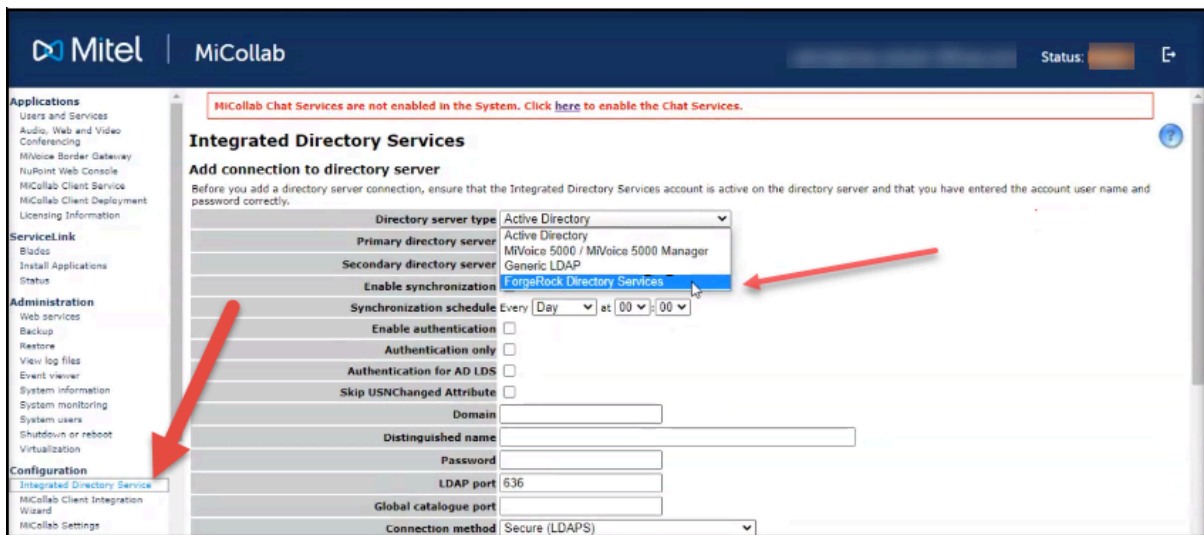 Mitel
MiCollab
Status:
Applications
Users and Services
Audio, Web and Video
Conferencing
MiVoice Border Gateway
NuPoint Web Console
MiCollab Client Service
MiCollab Client Deployment
Licensing Information
ServiceLink
Blades
Install Applications
Status
Administration
Web services
Backup
Restore
View log files
Event viewer
System information
System monitoring
System users
Shutdown or reboot
Virtualization
Configuration
Integrated Directory Service
MiCollab Client Integration
Wizard
MiCollab Settings
MiCollab Chat Services are not enabled in the System. Click here to enable the Chat Services.
Integrated Directory Services
Add connection to directory server
Before you add a directory server connection, ensure that the Integrated Directory Services account is active on the directory server and that you have entered the account user name and
password correctly.
Directory server type Active Directory
Primary directory server Active Directory
MiVoice 5000 / MiVoice 5000 Manager
Secondary directory server Generic LDAP
Enable synchronization ForgeRock Directory Services
Synchronization schedule Every Day at 00 : 00
Enable authentication
Authentication only
Authentication for AD LDS
Skip USNChanged Attribute
Domain
Distinguished name
Password
LDAP port 636
Global catalogue port
Connection method Secure (LDAPS)